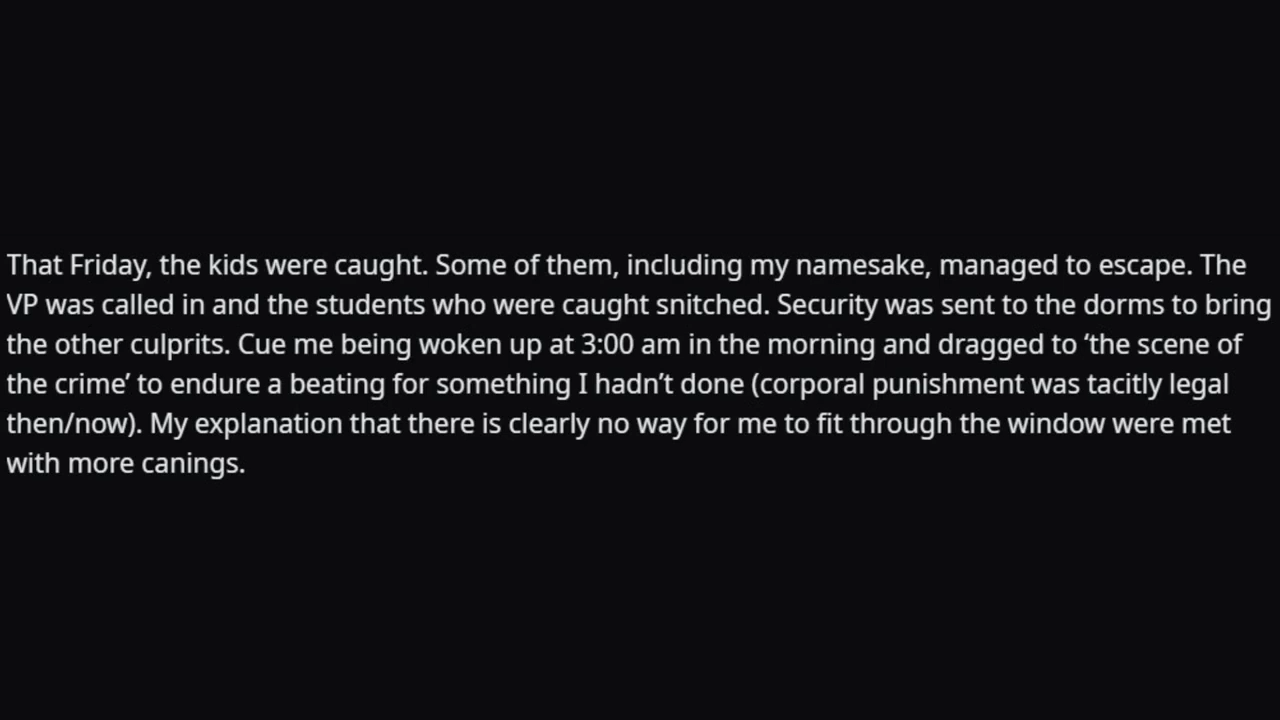 That Friday, the kids were caught. Some of them, including my namesake, managed to escape. The
VP was called in and the students who were caught snitched. Security was sent to the dorms to bring
the other culprits. Cue me being woken up at 3:00 am in the morning and dragged to ‘the scene of
the crime’ to endure a beating for something I hadn’t done (corporal punishment was tacitly legal
then/now). My explanation that there is clearly no way for me to fit through the window were met
with more canings.